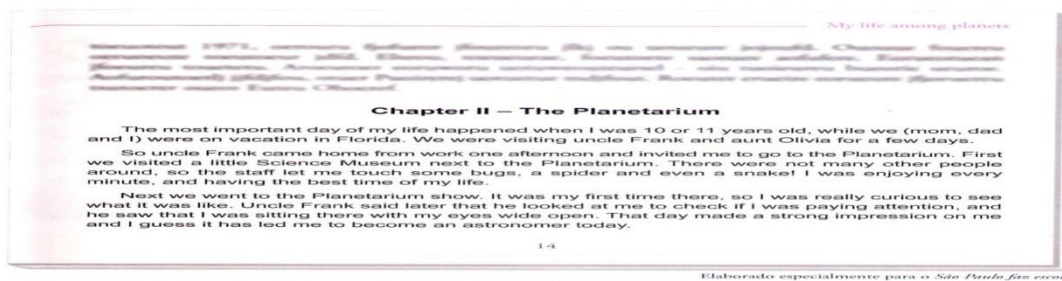 My life among planets
1971,
Chapter II – The Planetarium
The most important day of my life happened when I was 10 or 11 years old, while we (mom, dad
and I) were on vacation in Florida. We were visiting uncle Frank and aunt Olivia for a few days.
So uncle Frank came home from work one afternoon and invited me to go to the Planetarium. First
we visited a little Science Museum next to the Planetarium. There were not many other people
around, so the staff let me touch some bugs, a spider and even a snake! I was enjoying every
minute, and having the best time of my life.
Next we went to the Planetarium show. It was my first time there, so I was really curious to see
what it was like. Uncle Frank said later that he looked at me to check if I was paying attention, and
he saw that I was sitting there with my eyes wide open. That day made a strong impression on me
and I guess it has led me to become an astronomer today.
14
Elaborado especialmente para o São Paulo faz